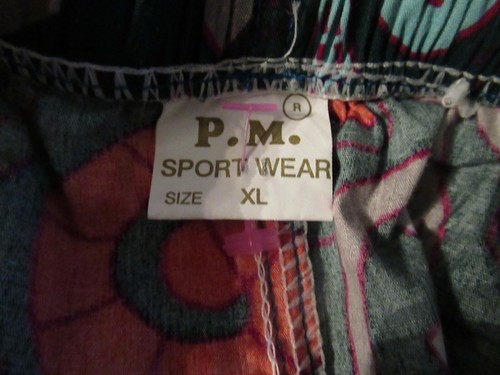 ®
P.M.
SPORT WEAR
SIZE XL